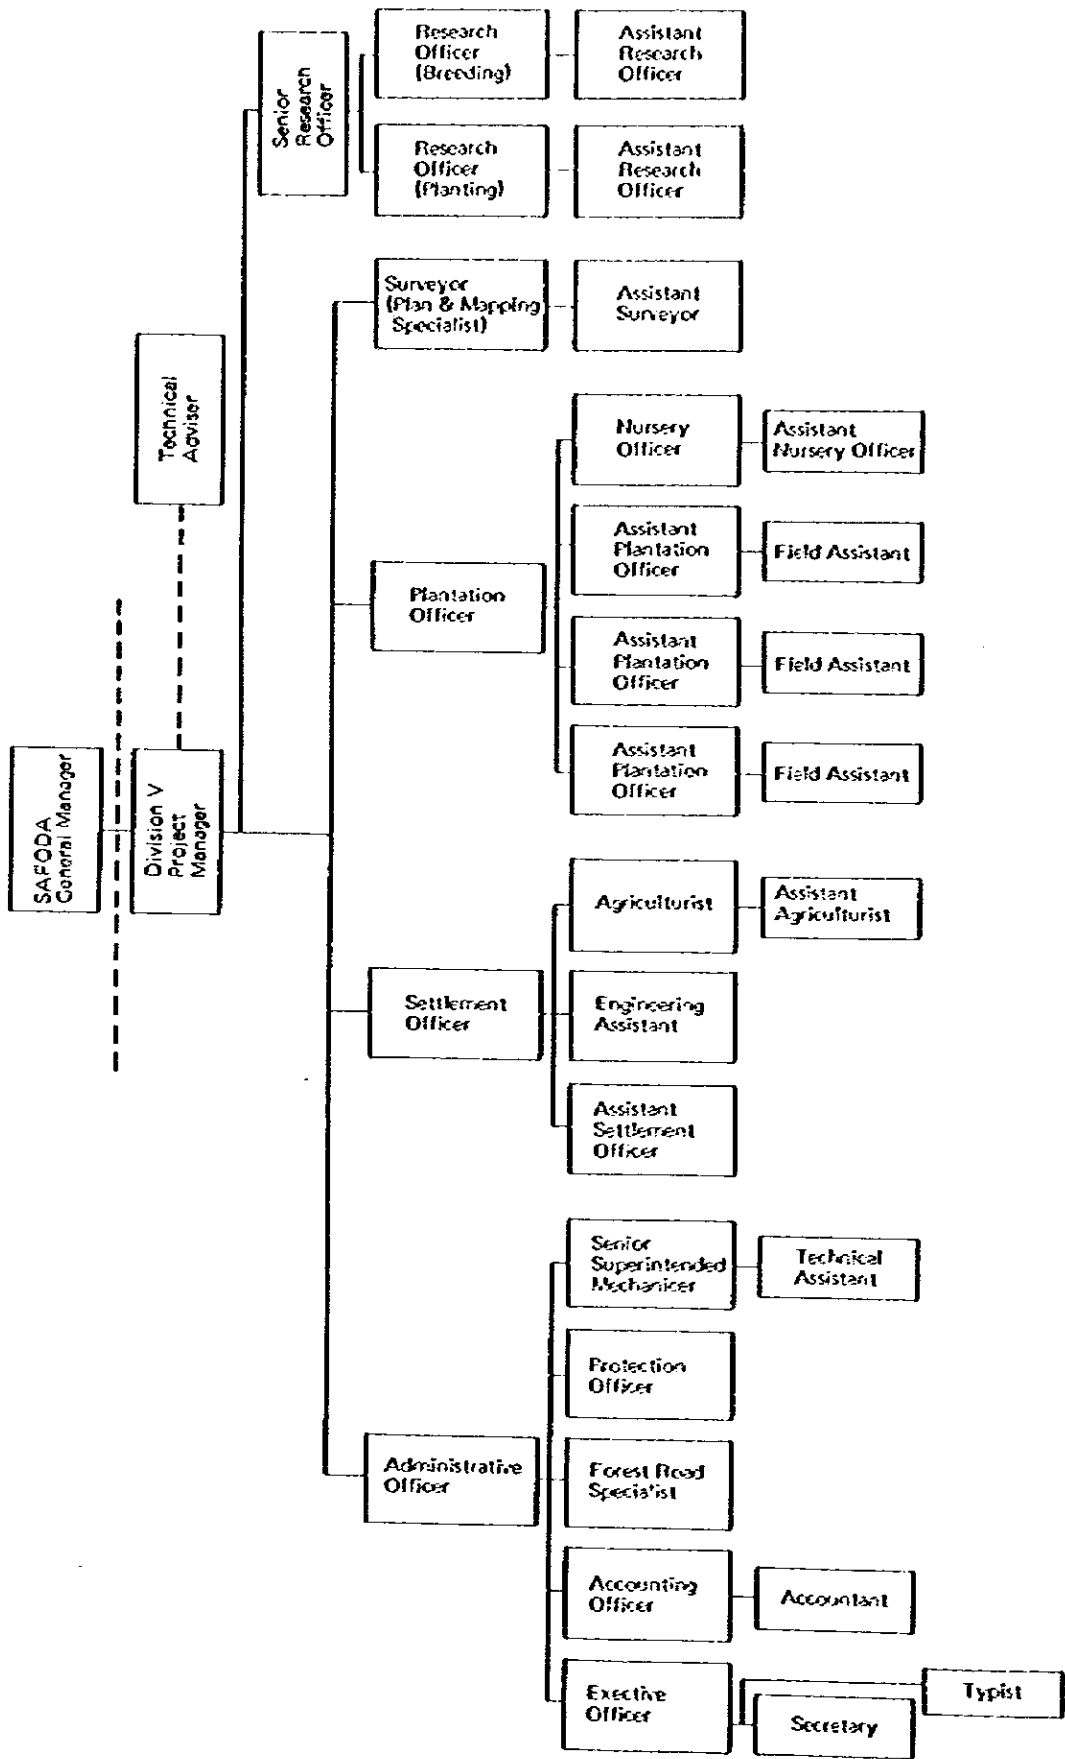 SAFODA
General Manager
Division V
Project
Manager
Technical
Adviser
Senior
Research
Officer
Research
Officer
(Breeding)
Assistant
Research
Officer
Research
Officer
(Planting)
Assistant
Research
Officer
Surveyor
(Plan & Mapping
Specialist)
Assistant
Surveyor
Plantation
Officer
Nursery
Officer
Assistant
Nursery Officer
Assistant
Plantation
Officer
Field Assistant
Assistant
Plantation
Officer
Field Assistant
Assistant
Plantation
Officer
Field Assistant
Settlement
Officer
Agriculturist
Assistant
Agriculturist
Engineering
Assistant
Assistant
Settlement
Officer
Administrative
Officer
Senior
Superintended
Mechanicer
Technical
Assistant
Protection
Officer
Forest Road
Specialist
Accounting
Officer
Accountant
Exective
Officer
Typist
Secretary